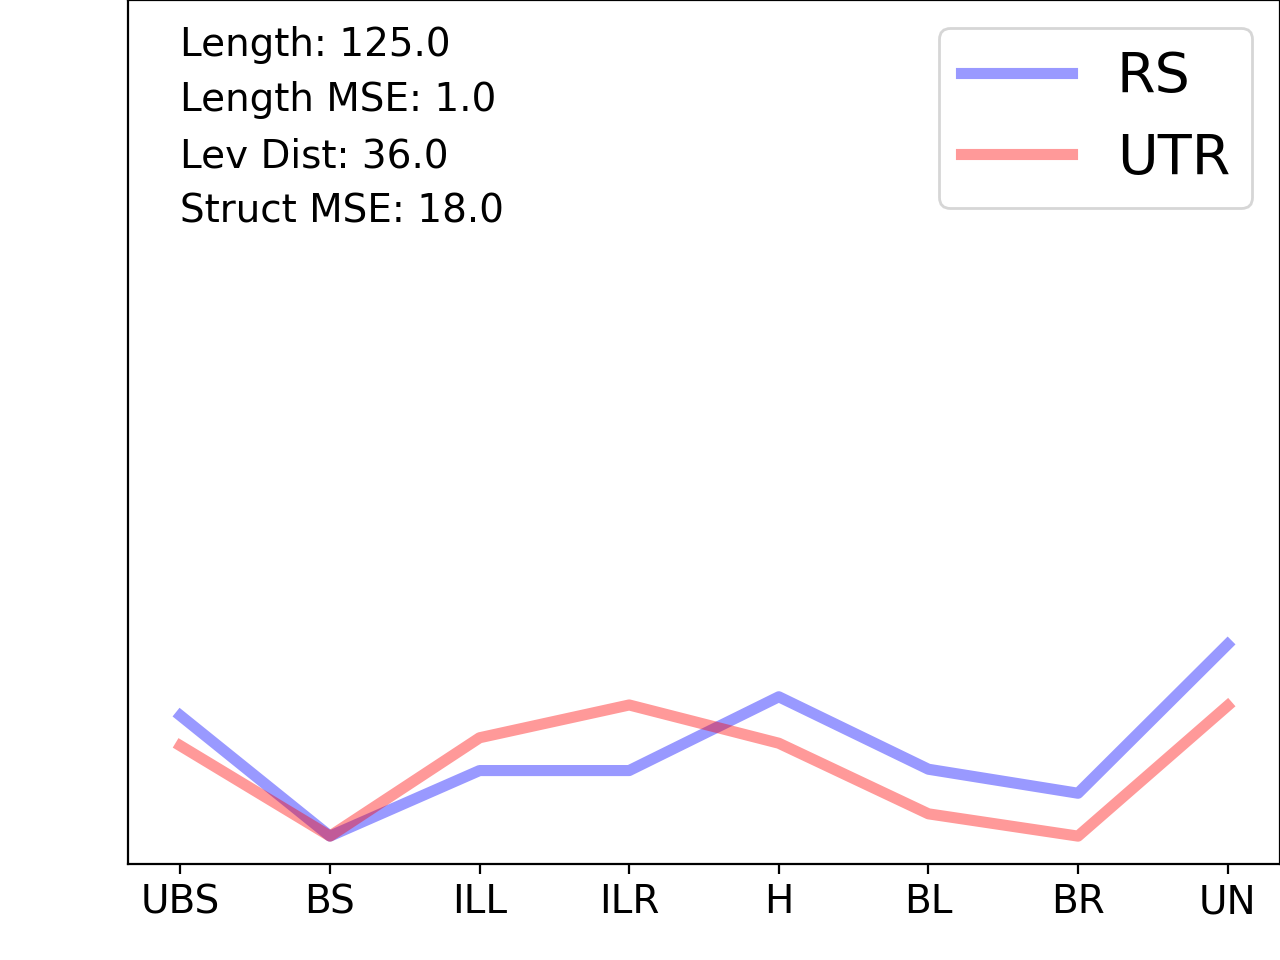 Length: 125.0
Length MSE: 1.0
Lev Dist: 36.0
Struct MSE: 18.0
RS
UTR
UBS BS ILL ILR H BL BR UN